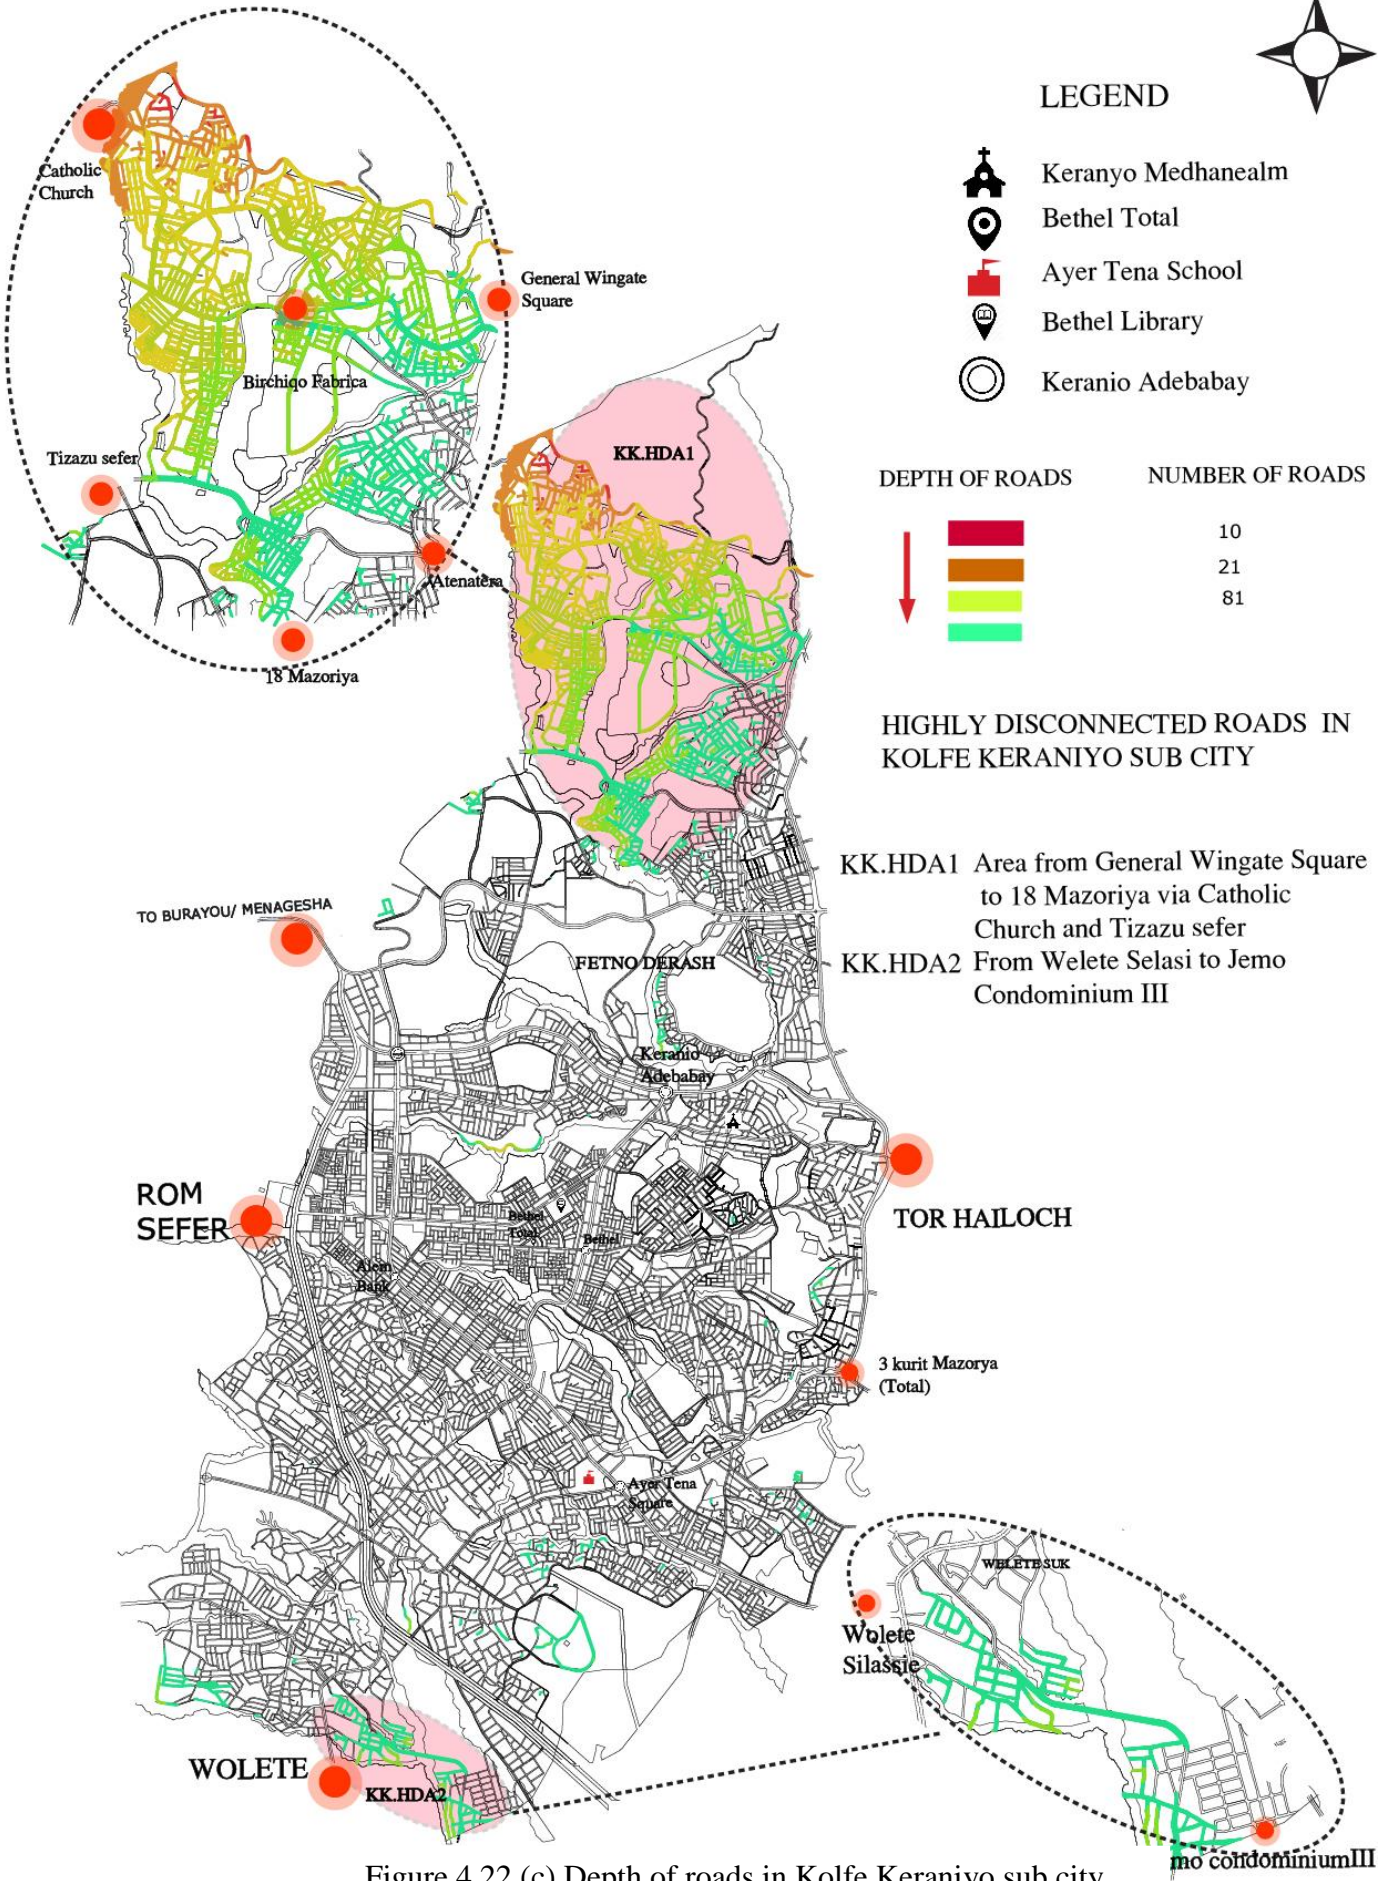 LEGEND
Keranyo Medhanealm
Bethel Total
Ayer Tena School
Bethel Library
Keranio Adebabay
DEPTH OF ROADS
NUMBER OF ROADS
10
21
81
HIGHLY DISCONNECTED ROADS IN
KOLFE KERANIYO SUB CITY
KK.HDA1 Area from General Wingate Square
to 18 Mazoriya via Catholic
Church and Tizazu sefer
KK.HDA2 From Welete Selasi to Jemo
Condominium III
Catholic
Church
General Wingate
Square
Birchiqo Fabrica
Tizazu sefer
Atenatera
18 Mazoriya
KK.HDA1
TO BURAYOU/ MENAGESHA
FETNO DERASH
Keranio
Adebabay
ROM
SEFER
TOR HAILOCH
Bethel
Total
Bethel
Alem
Bank
3 kurit Mazorya
(Total)
Ayer Tena
Square
WELETE SUK
Wolete
Silassie
WOLETE
KK.HDA2
mo condominiumIII
Figure 4.22 (c) Depth of roads in Kolfe Keraniyo sub city